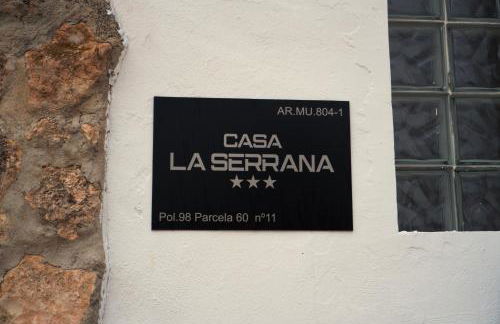 AR.MU.804-1
CASA
LA SERRANA
★★★
Pol.98 Parcela 60 nº11